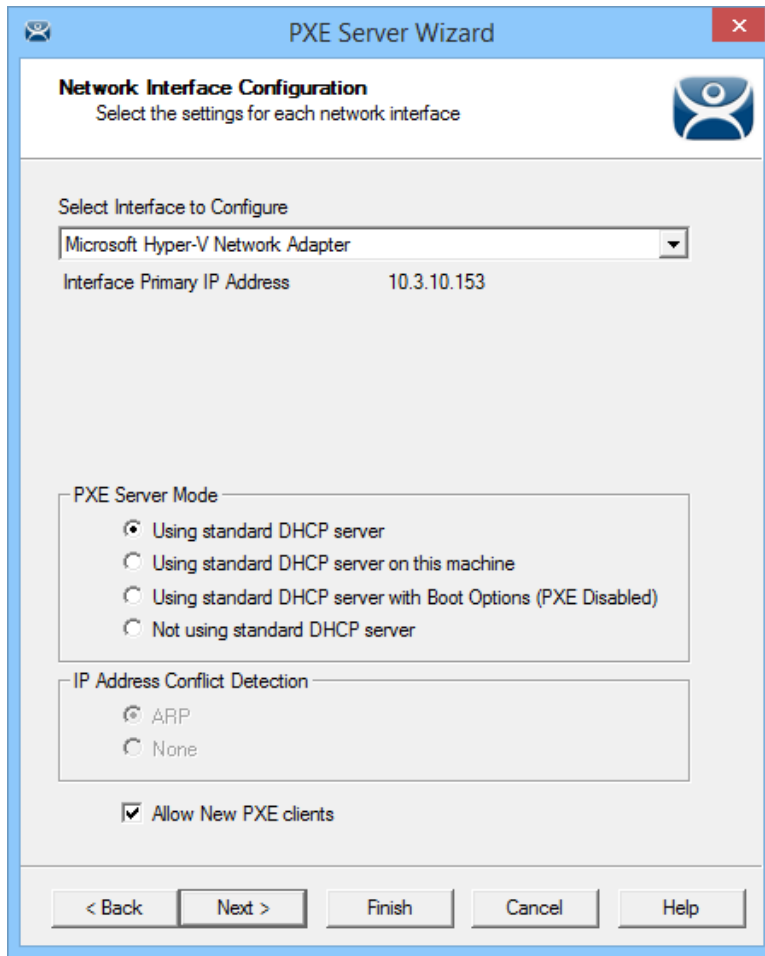 PXE Server Wizard
Network Interface Configuration
Select the settings for each network interface
Select Interface to Configure
Microsoft Hyper-V Network Adapter
Interface Primary IP Address 10.3.10.153
PXE Server Mode
Using standard DHCP server
Using standard DHCP server on this machine
Using standard DHCP server with Boot Options (PXE Disabled)
Not using standard DHCP server
IP Address Conflict Detection
ARP
None
Allow New PXE clients
< Back Next > Finish Cancel Help